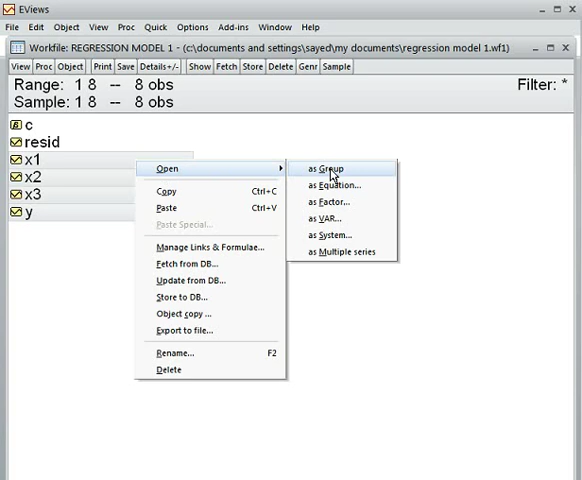 EViews
File Edit Object View Proc Quick Options Add-ins Window Help
Workfile: REGRESSION MODEL 1 - (c:\documents and settings\sayed\my documents\regression model 1.wf1)
View Proc Object Print Save Details+/- Show Fetch Store Delete Genr Sample
Range: 1 8 -- 8 obs Filter: *
Sample: 1 8 -- 8 obs
c
resid
x1
x2
x3
y
Open
Copy Ctrl+C
Paste Ctrl+V
Paste Special...
Manage Links & Formulae...
Fetch from DB...
Update from DB...
Store to DB...
Object copy ...
Export to file...
Rename... F2
Delete
as Group
as Equation...
as Factor...
as VAR...
as System...
as Multiple series